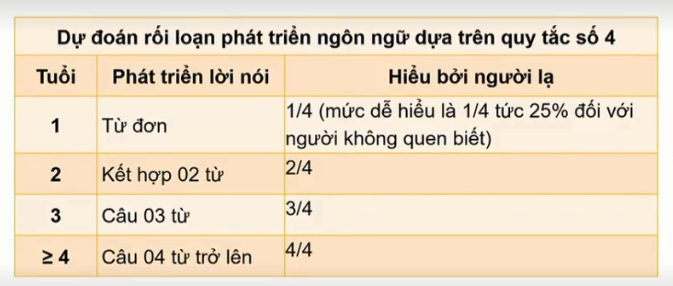 Dự đoán rối loạn phát triển ngôn ngữ dựa trên quy tắc số 4
Tuổi Phát triển lời nói Hiểu bởi người lạ
1 Từ đơn 1/4 (mức dễ hiểu là 1/4 tức 25% đối với
người không quen biết)
2 Kết hợp 02 từ 2/4
3 Câu 03 từ 3/4
≥ 4 Câu 04 từ trở lên 4/4